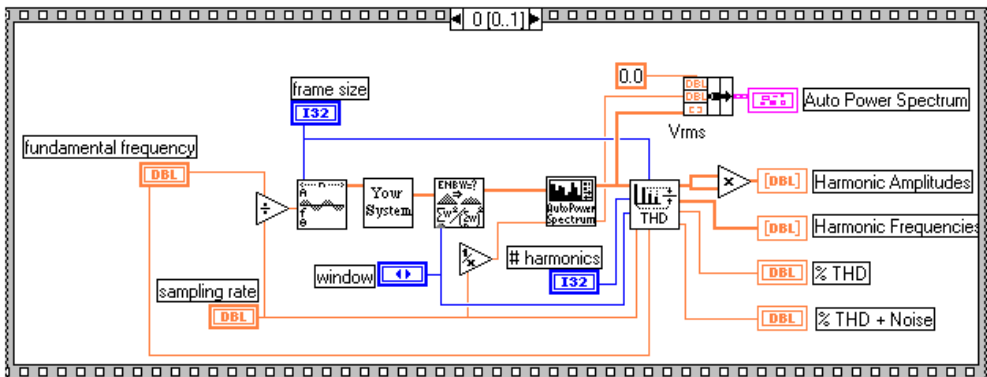 0 [0..1]
frame size
I32
0.0
DBL
DBL
Auto Power Spectrum
Vrms
fundamental frequency
DBL
A
f
θ
Your
System
ENBW=?
AutoPower
Spectrum
THD
x
[DBL]
Harmonic Amplitudes
[DBL]
Harmonic Frequencies
1/x
# harmonics
I32
window
DBL
% THD
sampling rate
DBL
DBL
% THD + Noise